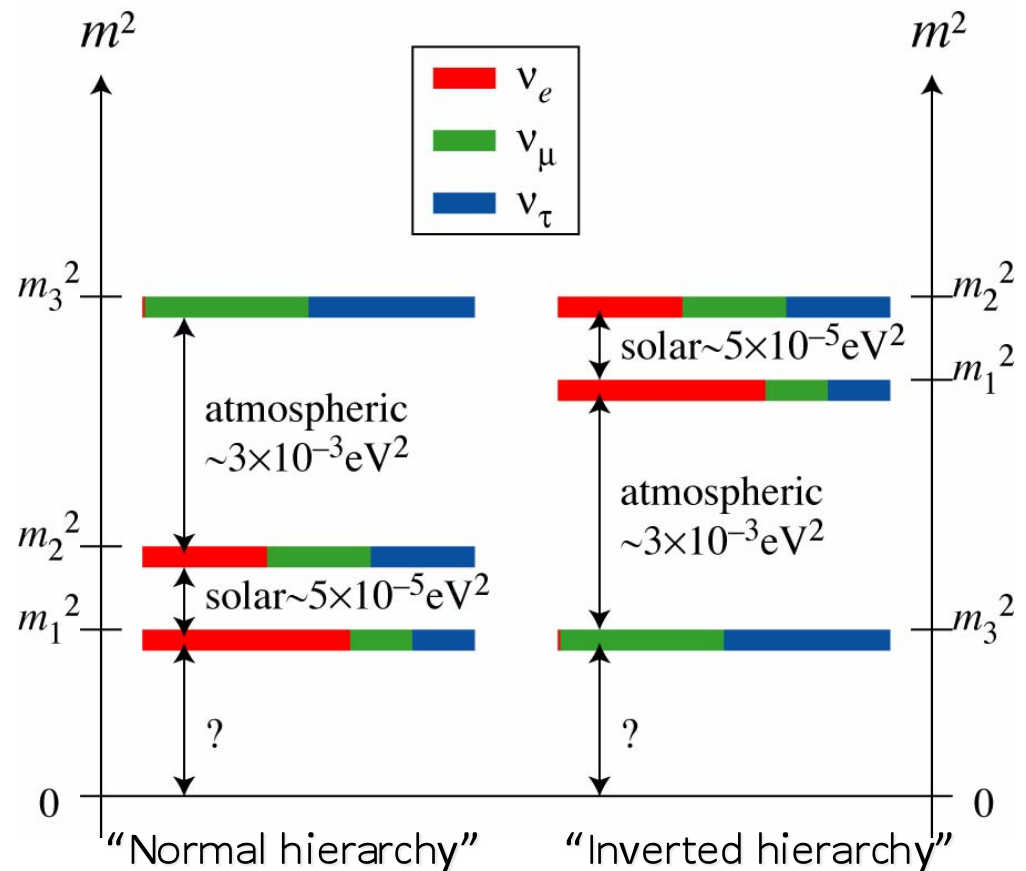 m²
m²
νe
νμ
ντ
m₃²
m₂²
solar~5×10⁻⁵eV²
m₁²
atmospheric
~3×10⁻³eV²
atmospheric
~3×10⁻³eV²
m₂²
solar~5×10⁻⁵eV²
m₁²
m₃²
?
?
0
0
“Normal hierarchy”
“Inverted hierarchy”